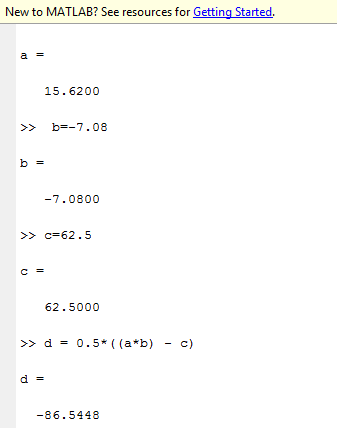 New to MATLAB? See resources for Getting Started.
a =
15.6200
>> b=-7.08
b =
-7.0800
>> c=62.5
c =
62.5000
>> d = 0.5*((a*b) - c)
d =
-86.5448